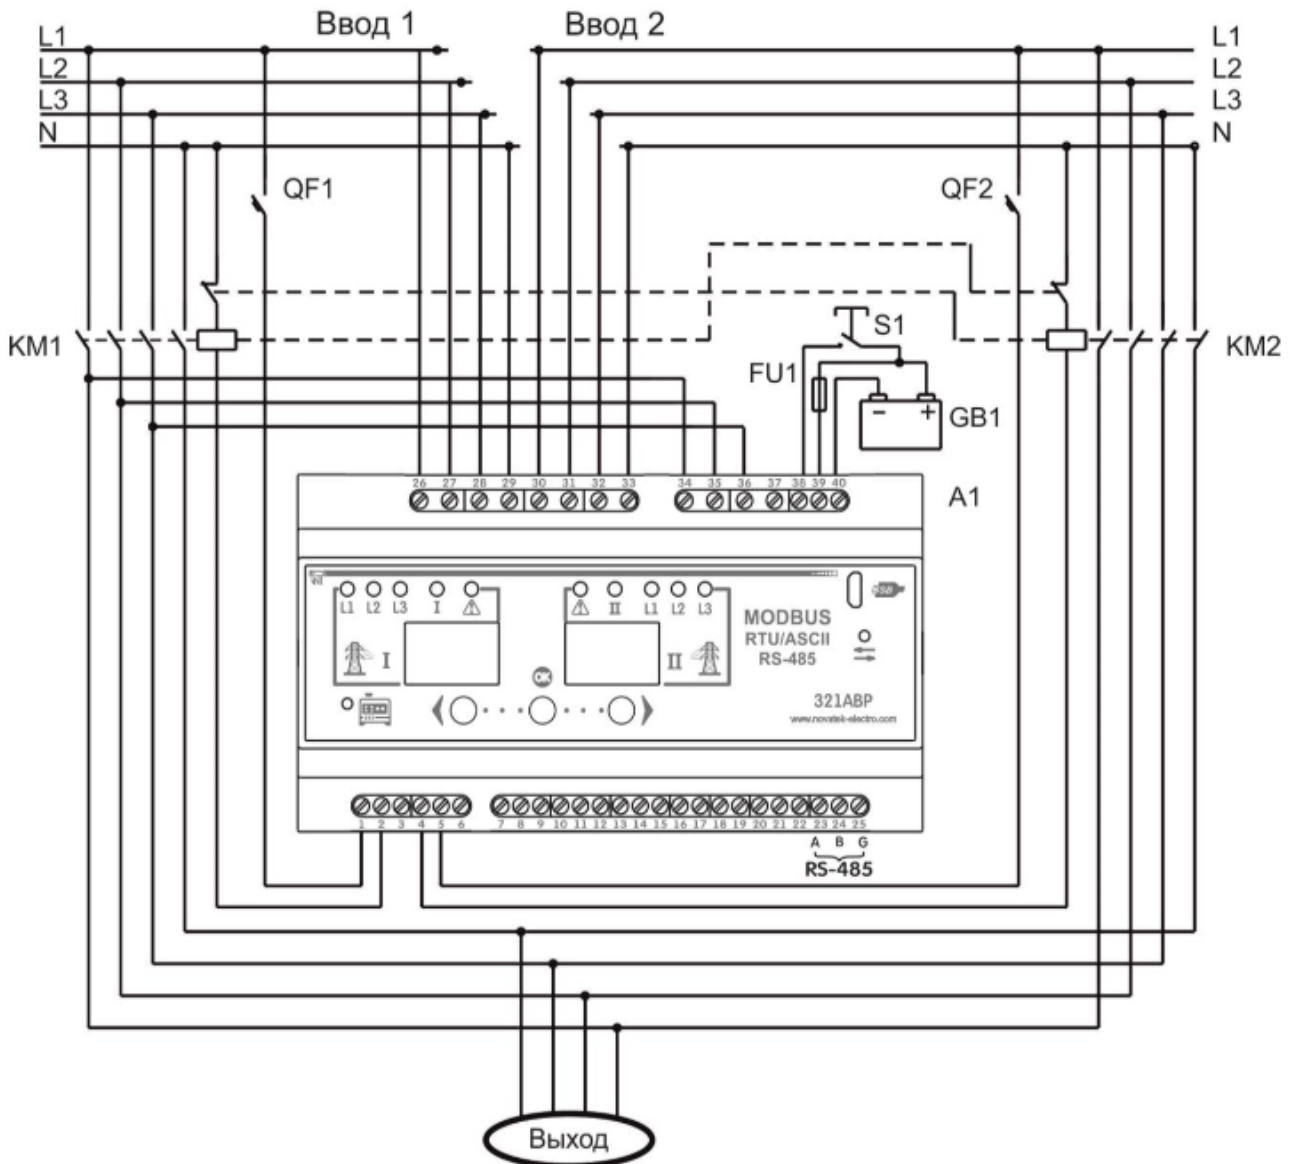 Ввод 1
Ввод 2
L1
L2
L3
N
L1
L2
L3
N
QF1
QF2
KM1
S1
KM2
FU1
GB1
- +
A1
26 27 28 29 30 31 32 33 34 35 36 37 38 39 40
L1 L2 L3 I
II L1 L2 L3
USB
MODBUS
RTU/ASCII
RS-485
I
II
321АВР
www.novatek-electro.com
1 2 3 4 5 6 7 8 9 10 11 12 13 14 15 16 17 18 19 20 21 22 23 24 25
A B G
RS-485
Выход